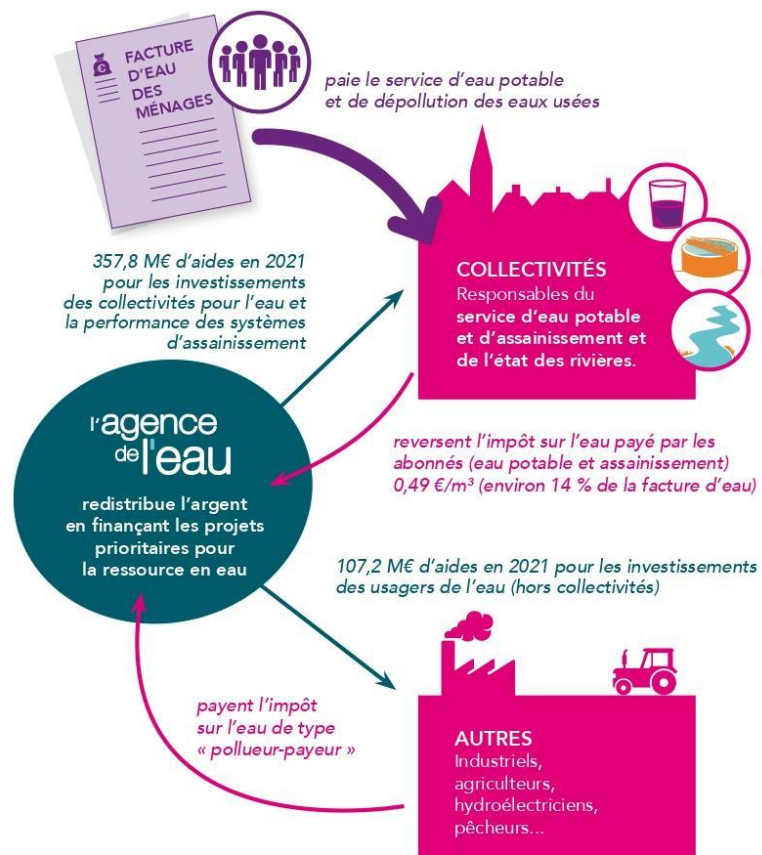 FACTURE
D'EAU
DES
MÉNAGES
€
paie le service d'eau potable
et de dépollution des eaux usées
357,8 M€ d'aides en 2021
pour les investissements
des collectivités pour l'eau et
la performance des systèmes
d'assainissement
COLLECTIVITÉS
Responsables du
service d'eau potable
et d'assainissement et
de l'état des rivières.
l'agence
de l'eau
redistribue l'argent
en finançant les projets
prioritaires pour
la ressource en eau
reversent l'impôt sur l'eau payé par les
abonnés (eau potable et assainissement)
0,49 €/m³ (environ 14 % de la facture d'eau)
107,2 M€ d'aides en 2021 pour les investissements
des usagers de l'eau (hors collectivités)
payent l'impôt
sur l'eau de type
« pollueur-payeur »
AUTRES
Industriels,
agriculteurs,
hydroélectriciens,
pêcheurs...